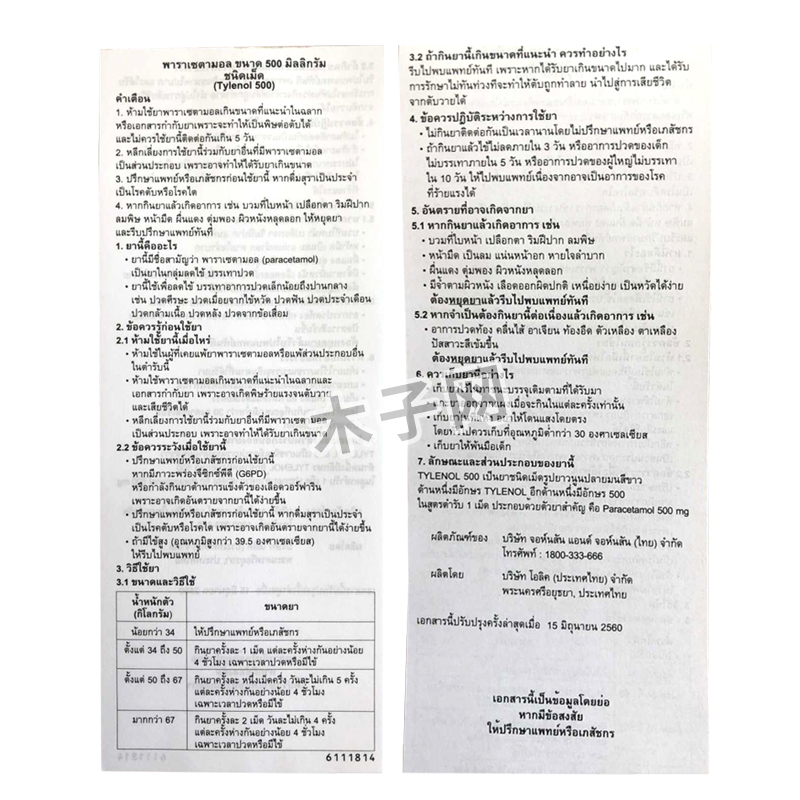 พาราเซตามอล ขนาด 500 มิลลิกรัม
ชนิดเม็ด
(Tylenol 500)
คำเตือน
1. ห้ามใช้ยาพาราเซตามอลเกินขนาดที่แนะนำในฉลาก
หรือเอกสารกำกับยาเพราะจะทำให้เป็นพิษต่อตับได้
และไม่ควรใช้ยานี้ติดต่อกันเกิน 5 วัน
2. หลีกเลี่ยงการใช้ยานี้ร่วมกับยาอื่นที่มีพาราเซตามอล
เป็นส่วนประกอบ เพราะอาจทำให้ได้รับยาเกินขนาด
3. ปรึกษาแพทย์หรือเภสัชกรก่อนใช้ยานี้ หากดื่มสุราเป็นประจำ
เป็นโรคตับหรือโรคไต
4. หากกินยาแล้วเกิดอาการ เช่น บวมที่ใบหน้า เปลือกตา ริมฝีปาก
ลมพิษ หน้ามืด ผื่นแดง ตุ่มพอง ผิวหนังหลุดลอก ให้หยุดยา
และรีบปรึกษาแพทย์ทันที
1. ยานี้คืออะไร
• ยานี้มีชื่อสามัญว่า พาราเซตามอล (paracetamol)
เป็นยาในกลุ่มลดไข้ บรรเทาปวด
• ยานี้ใช้เพื่อลดไข้ บรรเทาอาการปวดเล็กน้อยถึงปานกลาง
เช่น ปวดศีรษะ ปวดเมื่อยจากไข้หวัด ปวดฟัน ปวดประจำเดือน
ปวดกล้ามเนื้อ ปวดหลัง ปวดจากข้อเสื่อม
2. ข้อควรรู้ก่อนใช้ยา
2.1 ห้ามใช้ยานี้เมื่อไหร่
• ห้ามใช้ในผู้ที่เคยแพ้ยาพาราเซตามอลหรือแพ้ส่วนประกอบอื่น
ในตำรับนี้
• ห้ามใช้พาราเซตามอลเกินขนาดที่แนะนำในฉลากและ
เอกสารกำกับยา เพราะอาจเกิดพิษร้ายแรงจนตับวาย
และเสียชีวิตได้
• หลีกเลี่ยงการใช้ยานี้ร่วมกับยาอื่นที่มีพาราเซตามอล
เป็นส่วนประกอบ เพราะอาจทำให้ได้รับยาเกินขนาด
2.2 ข้อควรระวังเมื่อใช้ยานี้
• ปรึกษาแพทย์หรือเภสัชกรก่อนใช้ยานี้
หากมีภาวะพร่องจีซิกซ์พีดี (G6PD)
หรือกำลังกินยาต้านการแข็งตัวของเลือดวอร์ฟาริน
เพราะอาจเกิดอันตรายจากยานี้ได้ง่ายขึ้น
• ปรึกษาแพทย์หรือเภสัชกรก่อนใช้ยานี้ หากดื่มสุราเป็นประจำ
เป็นโรคตับหรือโรคไต เพราะอาจเกิดอันตรายจากยานี้ได้ง่ายขึ้น
• ถ้ามีไข้สูง (อุณหภูมิสูงกว่า 39.5 องศาเซลเซียส)
ให้รีบไปพบแพทย์
3. วิธีใช้ยา
3.1 ขนาดและวิธีใช้
น้ำหนักตัว (กิโลกรัม) ขนาดยา
น้อยกว่า 34 ให้ปรึกษาแพทย์หรือเภสัชกร
ตั้งแต่ 34 ถึง 50 กินยาครั้งละ 1 เม็ด แต่ละครั้งห่างกันอย่างน้อย
4 ชั่วโมง เฉพาะเวลาปวดหรือมีไข้
ตั้งแต่ 50 ถึง 67 กินยาครั้งละ หนึ่งเม็ดครึ่ง วันละไม่เกิน 5 ครั้ง
แต่ละครั้งห่างกันอย่างน้อย 4 ชั่วโมง
เฉพาะเวลาปวดหรือมีไข้
มากกว่า 67 กินยาครั้งละ 2 เม็ด วันละไม่เกิน 4 ครั้ง
แต่ละครั้งห่างกันอย่างน้อย 4 ชั่วโมง
เฉพาะเวลาปวดหรือมีไข้
6111814
3.2 ถ้ากินยานี้เกินขนาดที่แนะนำ ควรทำอย่างไร
รีบไปพบแพทย์ทันที เพราะหากได้รับยาเกินขนาดไปมาก และได้รับ
การรักษาไม่ทันท่วงทีจะทำให้ตับถูกทำลาย นำไปสู่การเสียชีวิต
จากตับวายได้
4. ข้อควรปฏิบัติระหว่างการใช้ยา
• ไม่กินยาติดต่อกันเป็นเวลานานโดยไม่ปรึกษาแพทย์หรือเภสัชกร
• ถ้ากินยาแล้วไข้ไม่ลดภายใน 3 วัน หรืออาการปวดของเด็ก
ไม่บรรเทาภายใน 5 วัน หรืออาการปวดของผู้ใหญ่ไม่บรรเทา
ใน 10 วัน ให้ไปพบแพทย์เนื่องจากอาจเป็นอาการของโรค
ที่ร้ายแรงได้
5. อันตรายที่อาจเกิดจากยา
5.1 หากกินยาแล้วเกิดอาการ เช่น
• บวมที่ใบหน้า เปลือกตา ริมฝีปาก ลมพิษ
• หน้ามืด เป็นลม แน่นหน้าอก หายใจลำบาก
• ผื่นแดง ตุ่มพอง ผิวหนังหลุดลอก
• มีจ้ำตามผิวหนัง เลือดออกผิดปกติ เหนื่อยง่าย เป็นหวัดได้ง่าย
ต้องหยุดยาแล้วรีบไปพบแพทย์ทันที
5.2 หากจำเป็นต้องกินยานี้ต่อเนื่องแล้วเกิดอาการ เช่น
• อาการปวดท้อง คลื่นไส้ อาเจียน ท้องอืด ตัวเหลือง ตาเหลือง
ปัสสาวะสีเข้มขึ้น
ต้องหยุดยาแล้วรีบไปพบแพทย์ทันที
6. ควรเก็บยานี้อย่างไร
• เก็บยาไว้ในภาชนะบรรจุเดิมตามที่ได้รับมา
แกะยาออกจากแผงเมื่อจะกินในแต่ละครั้งเท่านั้น
• เก็บ อย่าให้โดนแสงโดยตรง
โดยทั่วไปควรเก็บที่อุณหภูมิต่ำกว่า 30 องศาเซลเซียส
• เก็บยาให้พ้นมือเด็ก
7. ลักษณะและส่วนประกอบของยานี้
TYLENOL 500 เป็นยาชนิดเม็ดรูปยาวนูนปลายมนสีขาว
ด้านหนึ่งมีอักษร TYLENOL อีกด้านหนึ่งมีอักษร 500
ในสูตรตำรับ 1 เม็ด ประกอบด้วยตัวยาสำคัญ คือ Paracetamol 500 mg
ผลิตภัณฑ์ของ บริษัท จอห์นสัน แอนด์ จอห์นสัน (ไทย) จำกัด
โทรศัพท์ : 1800-333-666
ผลิตโดย บริษัท โอลิค (ประเทศไทย) จำกัด
พระนครศรีอยุธยา, ประเทศไทย
เอกสารนี้ปรับปรุงครั้งล่าสุดเมื่อ 15 มิถุนายน 2560
เอกสารนี้เป็นข้อมูลโดยย่อ
หากมีข้อสงสัย
ให้ปรึกษาแพทย์หรือเภสัชกร
木子网